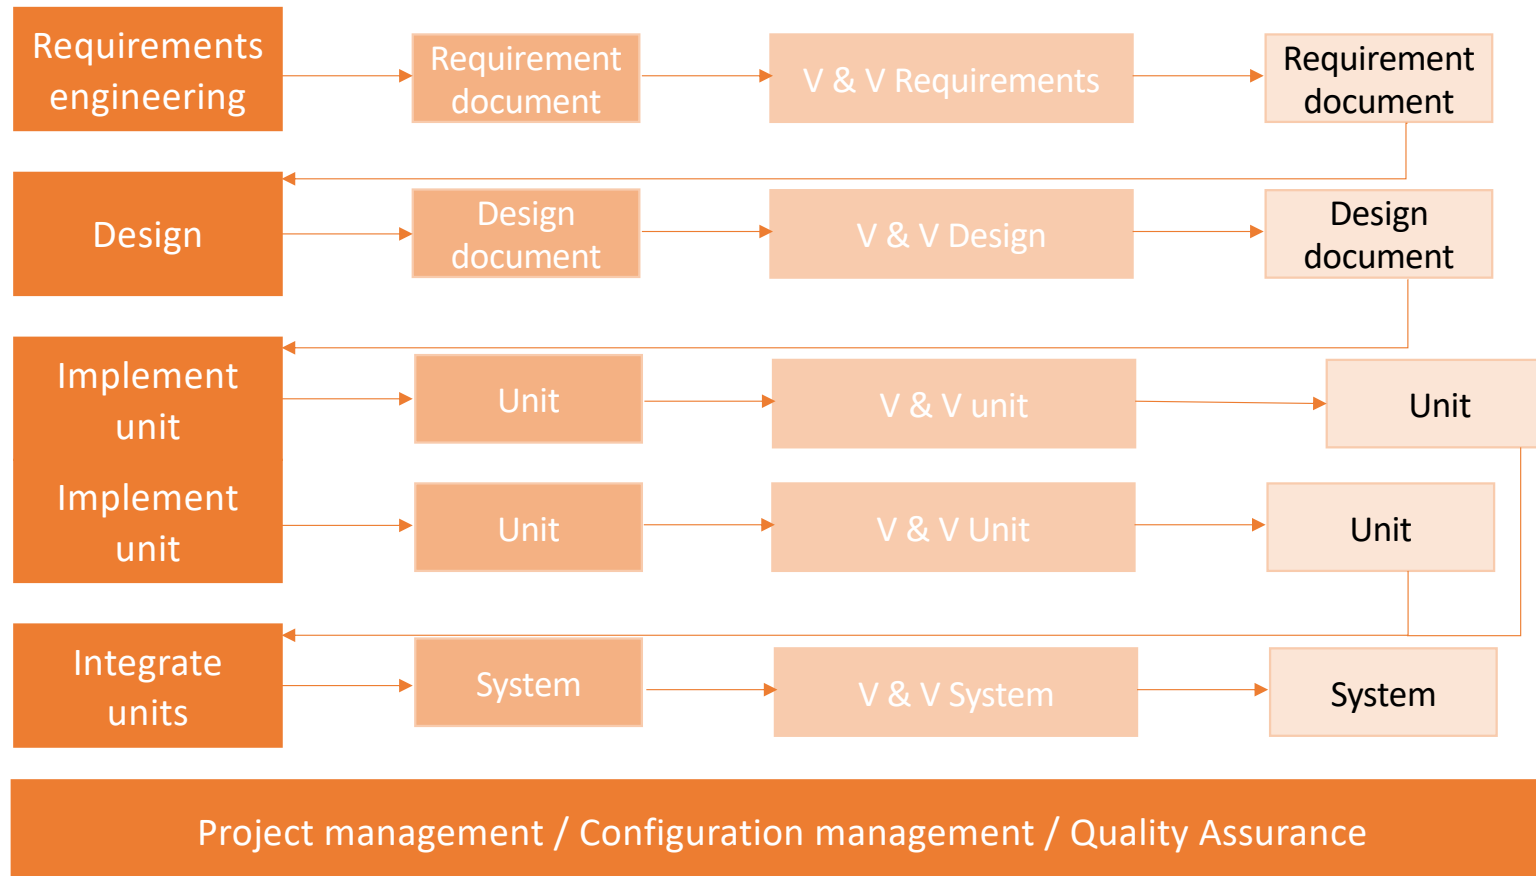 Requirements
engineering
Requirement
document
V & V Requirements
Requirement
document
Design
Design
document
V & V Design
Design
document
Implement
unit
Unit
V & V unit
Unit
Implement
unit
Unit
V & V Unit
Unit
Integrate
units
System
V & V System
System
Project management / Configuration management / Quality Assurance